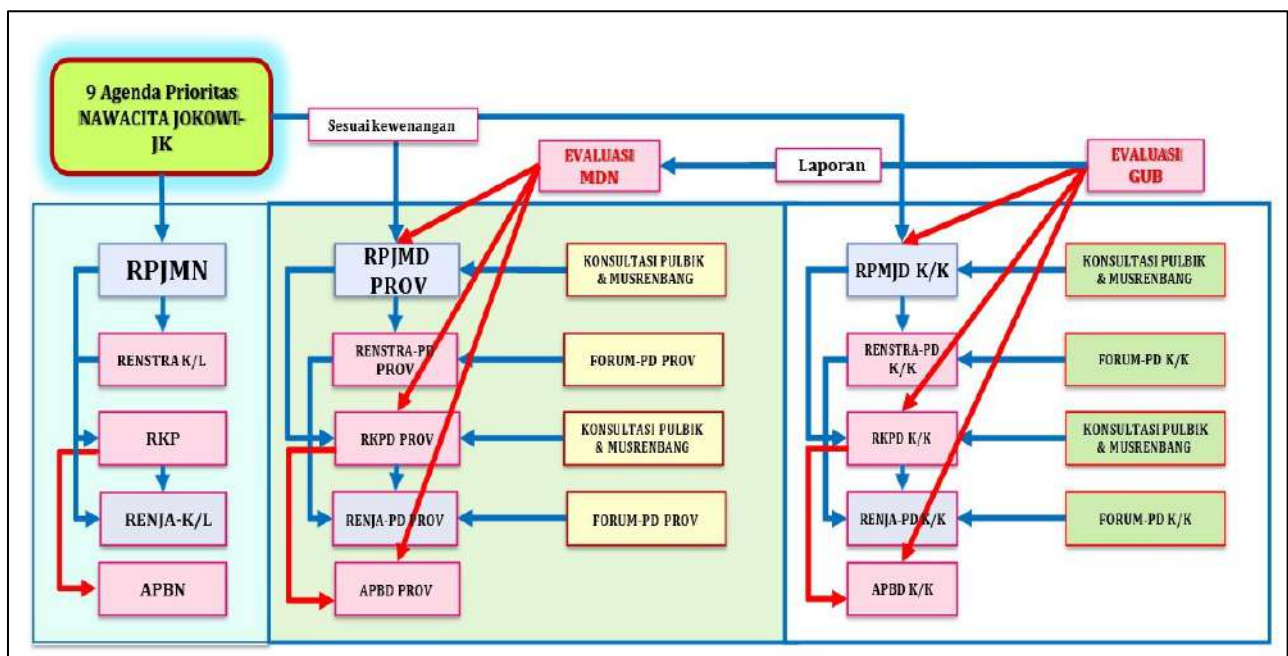 9 Agenda Prioritas
NAWACITA JOKOWI-
JK
Sesuai kewenangan
EVALUASI
MDN
Laporan
EVALUASI
GUB
RPJMN
RENSTRA K/L
RKP
RENJA-K/L
APBN
RPJMD
PROV
RENSTRA-PD
PROV
RKPD PROV
RENJA-PD PROV
APBD PROV
KONSULTASI PULBIK
& MUSRENBANG
FORUM-PD PROV
KONSULTASI PULBIK
& MUSRENBANG
FORUM-PD PROV
RPMJD K/K
RENSTRA-PD
K/K
RKPD K/K
RENJA-PD K/K
APBD K/K
KONSULTASI PULBIK
& MUSRENBANG
FORUM-PD K/K
KONSULTASI PULBIK
& MUSRENBANG
FORUM-PD K/K